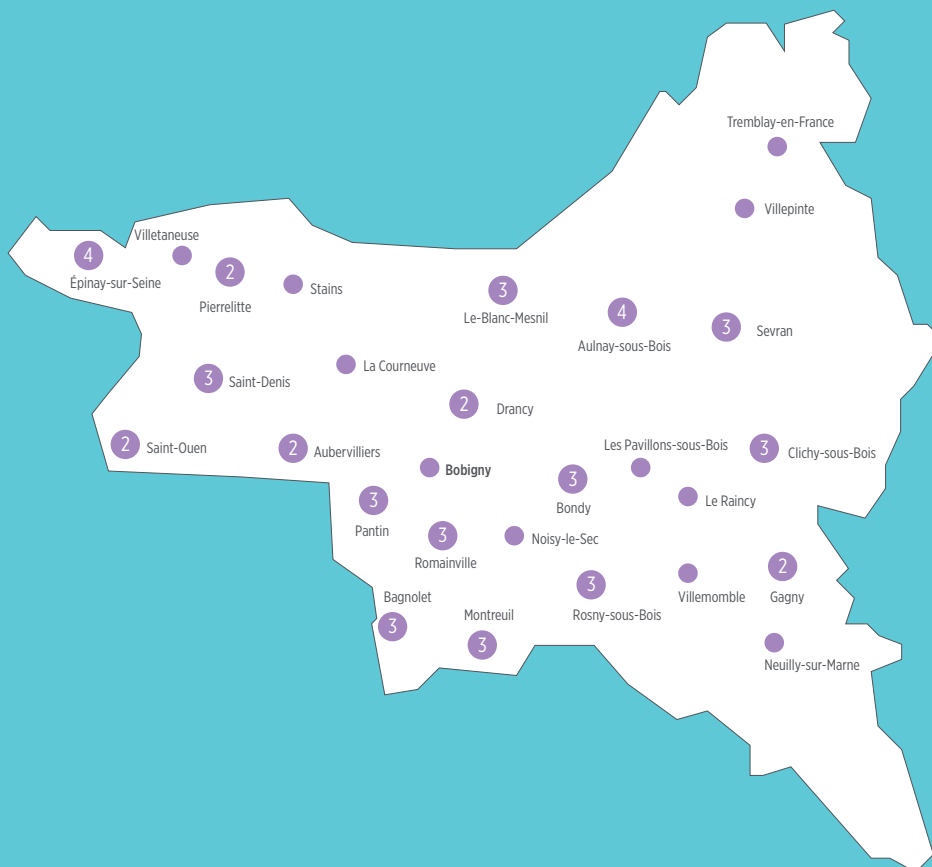 Tremblay-en-France
Villepinte
Villetaneuse
4
Épinay-sur-Seine
2
Pierrelitte
Stains
3
Le-Blanc-Mesnil
4
Aulnay-sous-Bois
3
Sevran
La Courneuve
3
Saint-Denis
2
Drancy
2
Saint-Ouen
2
Aubervilliers
Les Pavillons-sous-Bois
3
Clichy-sous-Bois
Bobigny
3
Bondy
Le Raincy
3
Pantin
3
Romainville
Noisy-le-Sec
3
Rosny-sous-Bois
Villemomble
2
Gagny
Bagnolet
3
Montreuil
3
Neuilly-sur-Marne